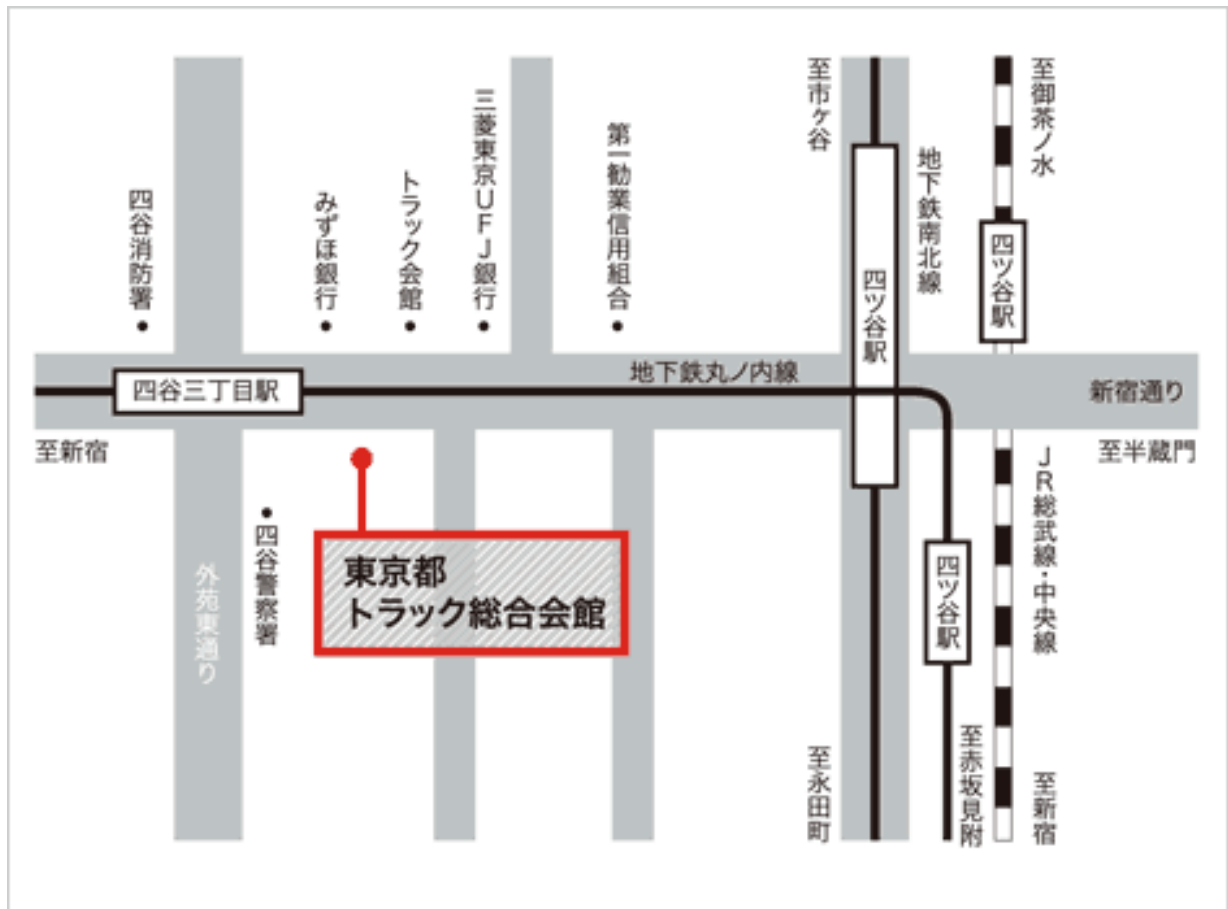 四谷消防署
みずほ銀行
トラック会館
三菱東京UFJ銀行
第一勧業信用組合
至市ヶ谷
四ツ谷駅
地下鉄南北線
四ツ谷駅
至御茶ノ水
四谷三丁目駅
地下鉄丸ノ内線
新宿通り
至新宿
至半蔵門
外苑東通り
四谷警察署
東京都
トラック総合会館
四ツ谷駅
JR総武線・中央線
至永田町
至赤坂見附
至新宿